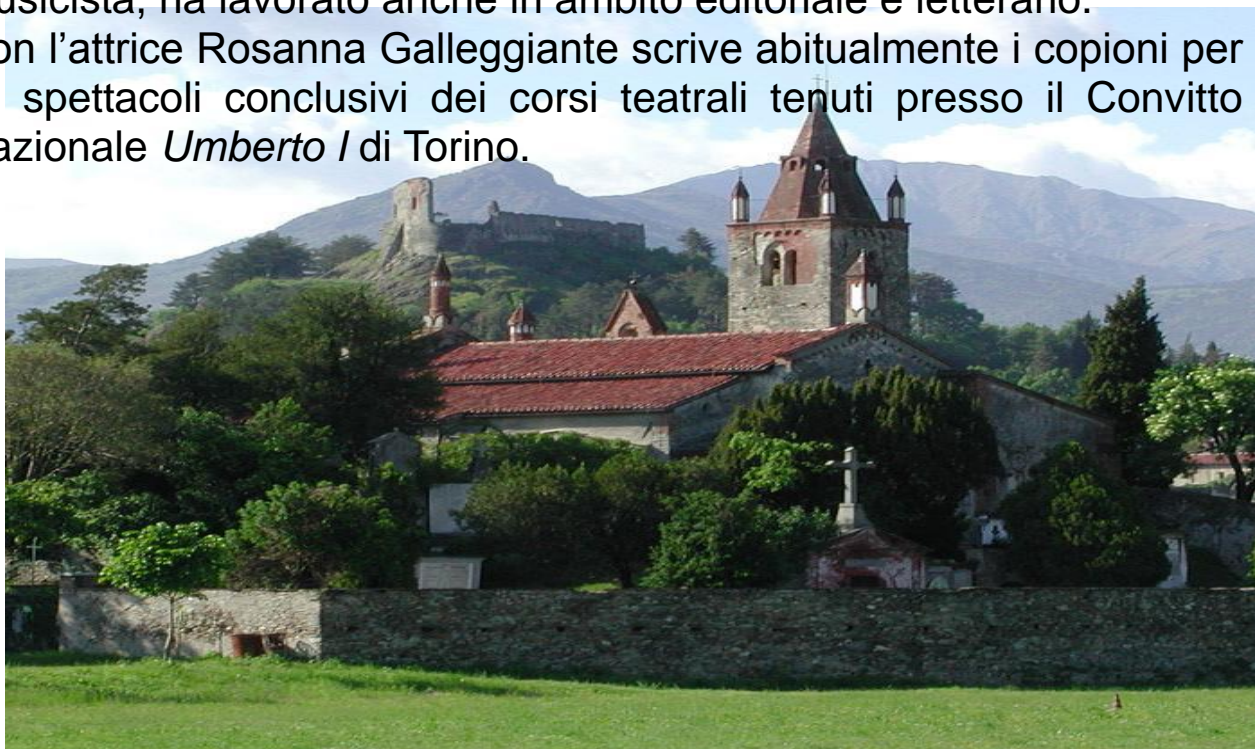 usicista, ha lavorato anche in ambito editoriale e letterario.
on l’attrice Rosanna Galleggiante scrive abitualmente i copioni per
spettacoli conclusivi dei corsi teatrali tenuti presso il Convitto
azionale Umberto I di Torino.